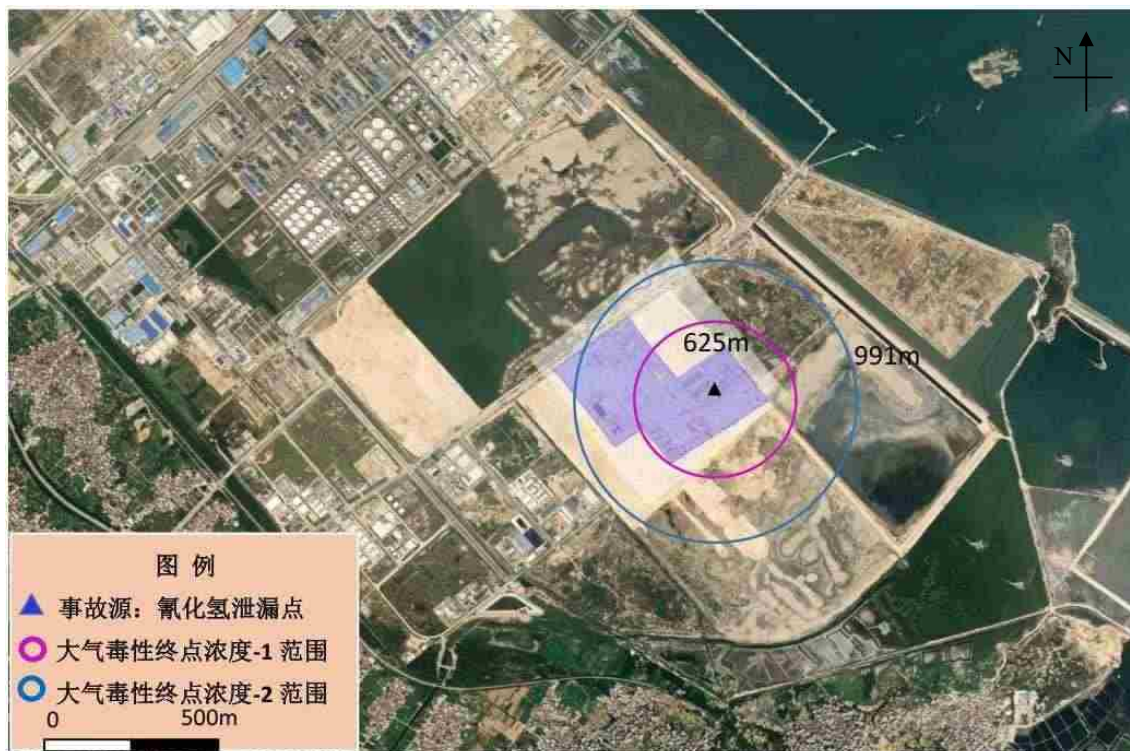 N
625m
991m
图 例
事故源：氰化氢泄漏点
大气毒性终点浓度-1 范围
大气毒性终点浓度-2 范围
0 500m